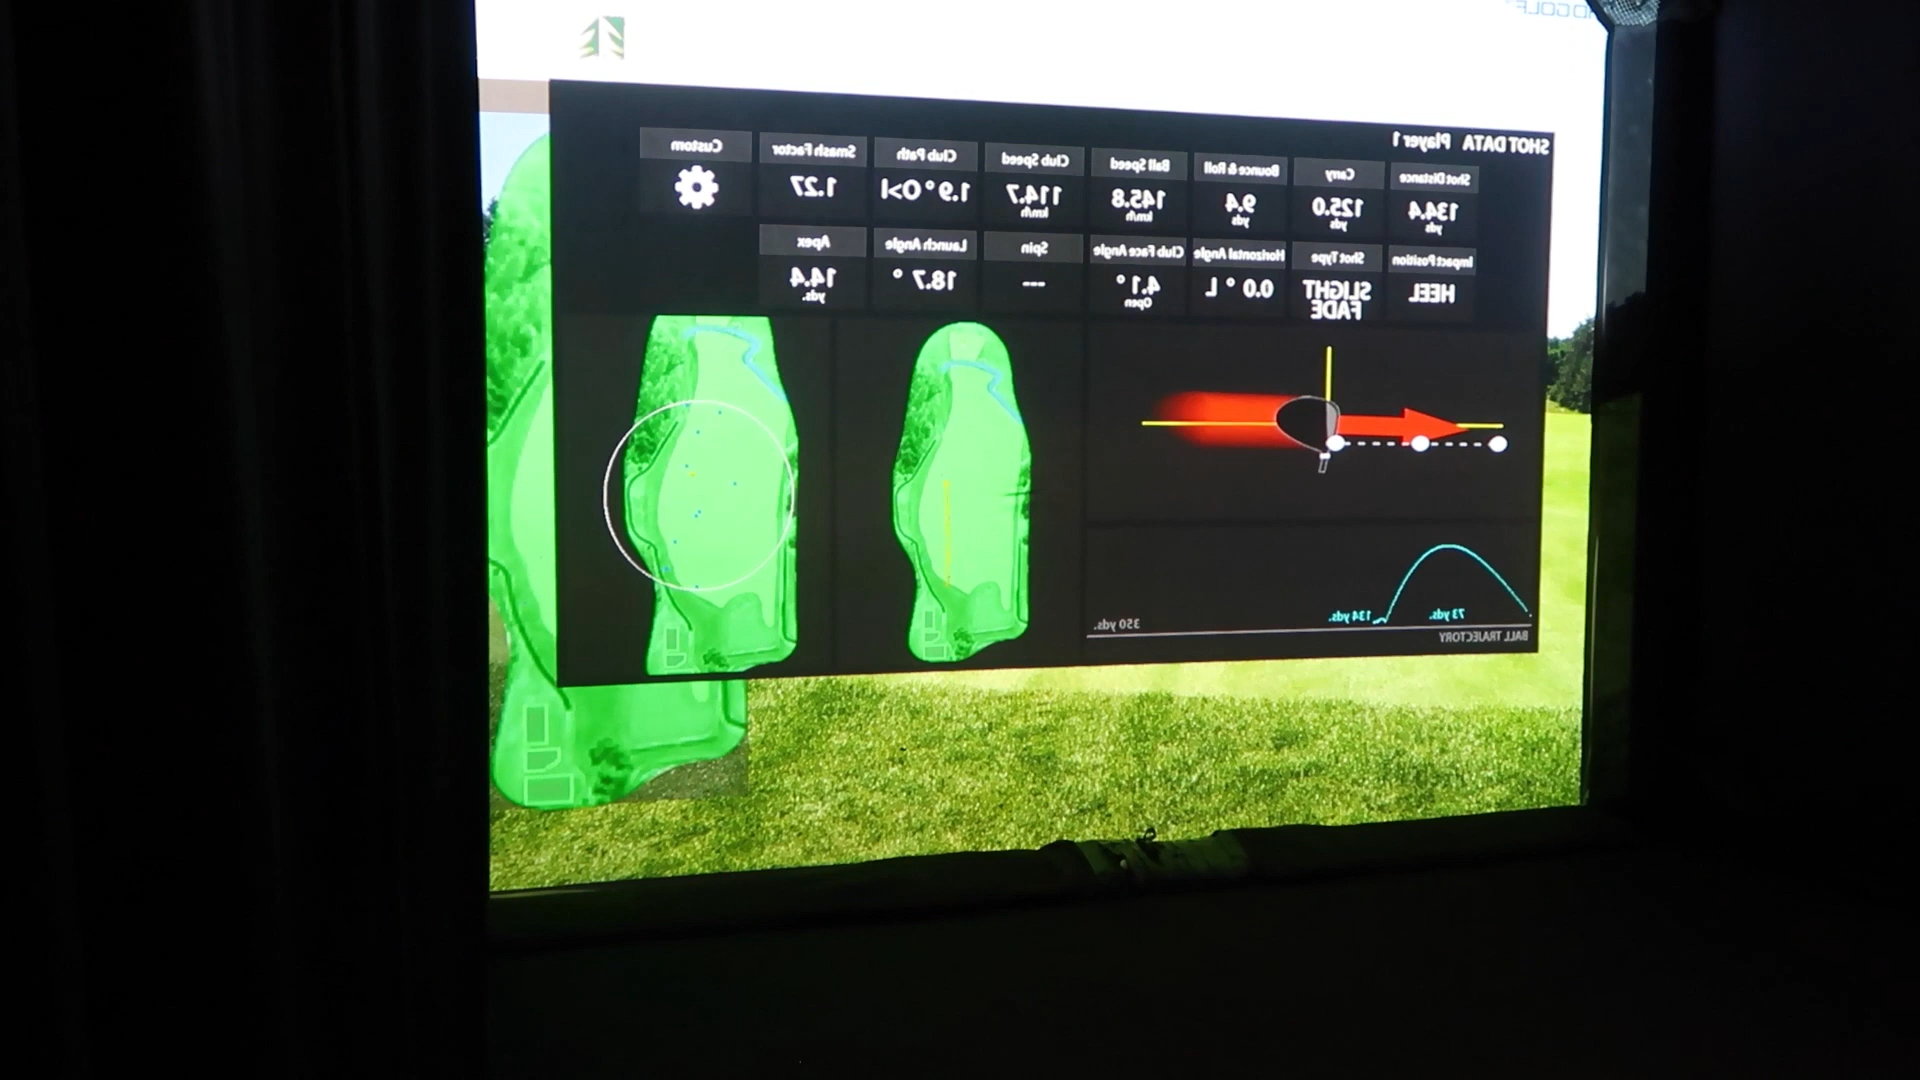 HD GOLF
SHOT DATA Player 1
Shot Distance
134.4
yds
Carry
125.0
yds
Bounce & Roll
9.4
yds
Ball Speed
145.8
km/h
Club Speed
114.7
km/h
Club Path
1.9° O>I
Smash Factor
1.27
Custom
Impact Position
HEEL
Shot Type
SLIGHT
FADE
Horizontal Angle
0.0 ° L
Club Face Angle
4.1 °
Open
Spin
---
Launch Angle
18.7 °
Apex
14.4
yds.
73 yds.
134 yds.
350 yds.
BALL TRAJECTORY